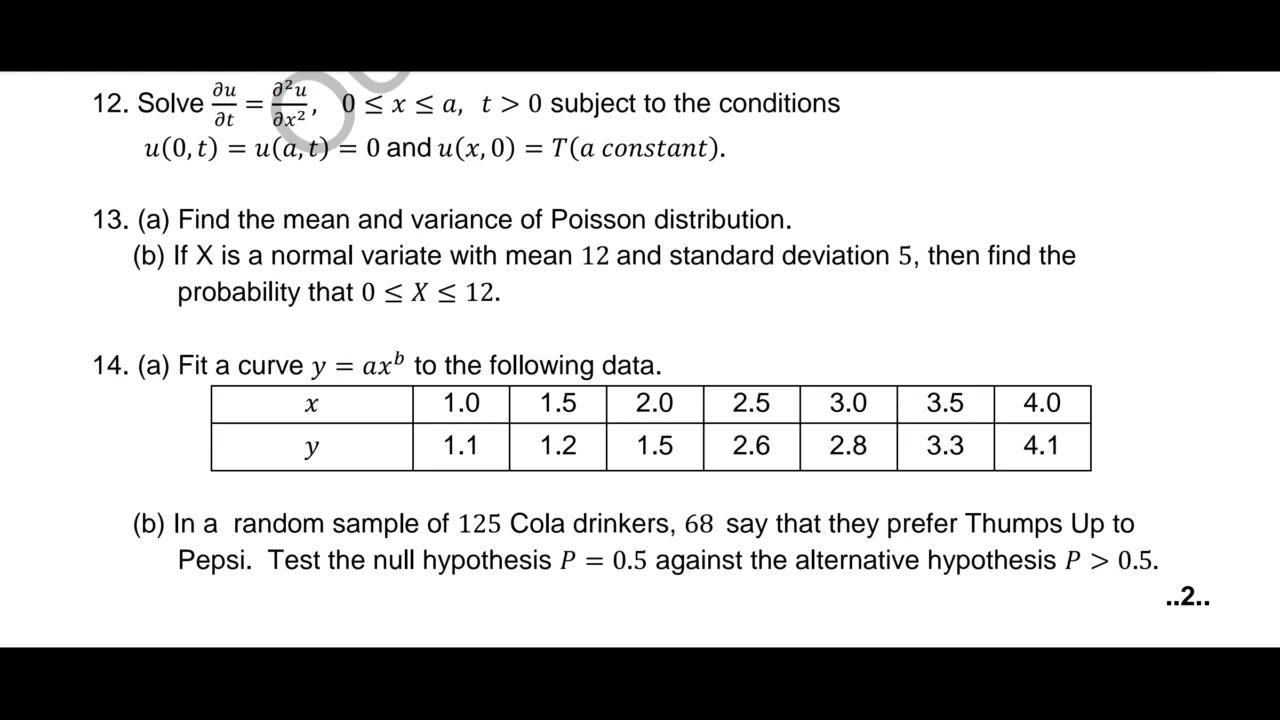 12. Solve ∂u/∂t = ∂²u/∂x², 0 ≤ x ≤ a, t > 0 subject to the conditions
u(0, t) = u(a, t) = 0 and u(x, 0) = T(a constant).
13. (a) Find the mean and variance of Poisson distribution.
(b) If X is a normal variate with mean 12 and standard deviation 5, then find the
probability that 0 ≤ X ≤ 12.
14. (a) Fit a curve y = ax^b to the following data.
x 1.0 1.5 2.0 2.5 3.0 3.5 4.0
y 1.1 1.2 1.5 2.6 2.8 3.3 4.1
(b) In a random sample of 125 Cola drinkers, 68 say that they prefer Thumps Up to
Pepsi. Test the null hypothesis P = 0.5 against the alternative hypothesis P > 0.5.
..2..